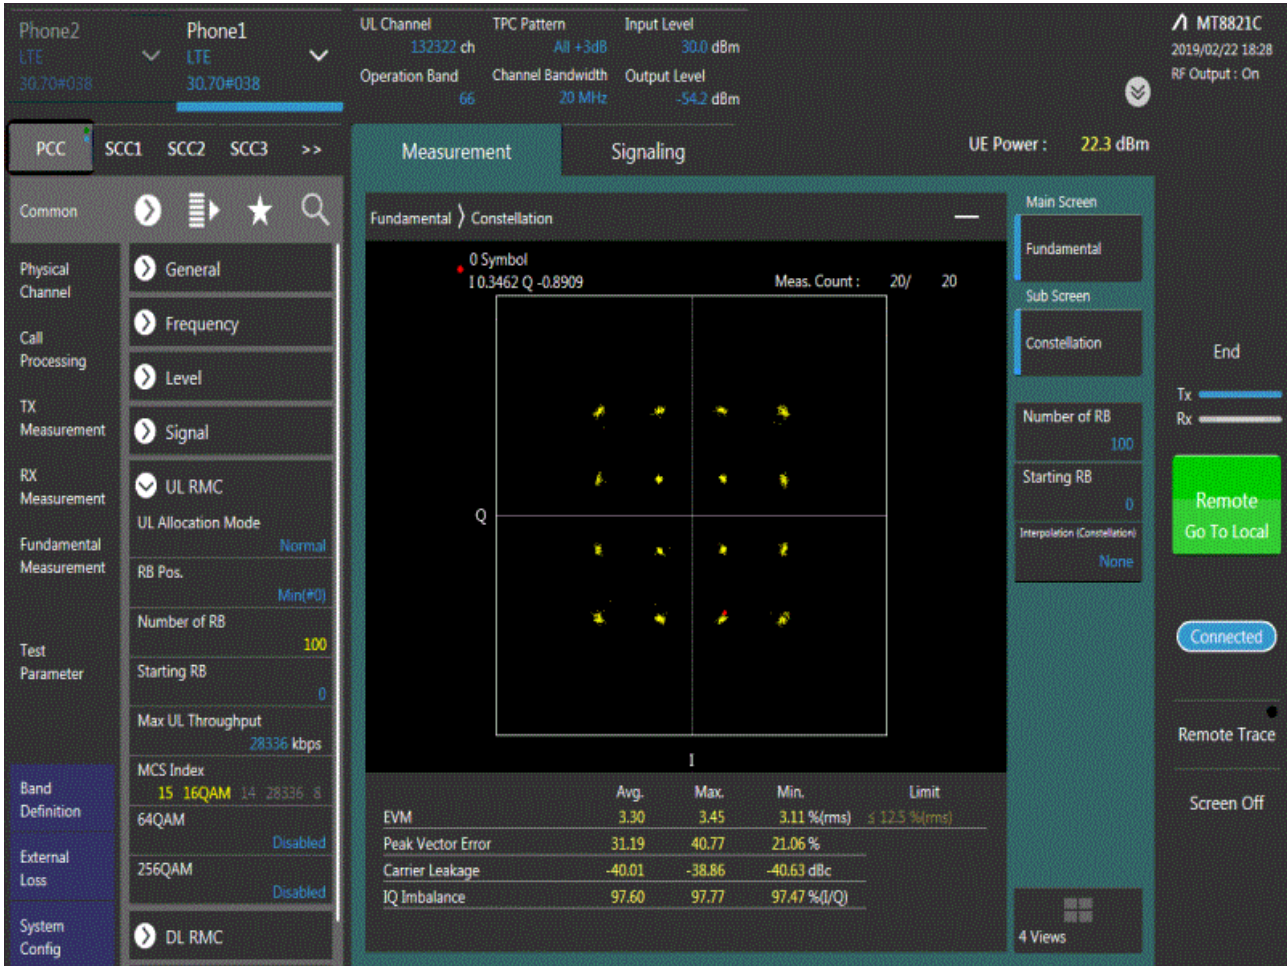 Phone2
LTE
30.70#038
Phone1
LTE
30.70#038
UL Channel
132322 ch
TPC Pattern
All +3dB
Input Level
30.0 dBm
Operation Band
66
Channel Bandwidth
20 MHz
Output Level
-54.2 dBm
MT8821C
2019/02/22 18:28
RF Output : On
PCC
SCC1
SCC2
SCC3
>>
Measurement
Signaling
UE Power : 22.3 dBm
Common
Physical
Channel
Call
Processing
TX
Measurement
RX
Measurement
Fundamental
Measurement
Test
Parameter
Band
Definition
External
Loss
System
Config
General
Frequency
Level
Signal
UL RMC
UL Allocation Mode
Normal
RB Pos.
Min(#0)
Number of RB
100
Starting RB
0
Max UL Throughput
28336 kbps
MCS Index
15 16QAM 14 28336 8
64QAM
Disabled
256QAM
Disabled
DL RMC
Fundamental 〉 Constellation
0 Symbol
I 0.3462 Q -0.8909
Meas. Count : 20/ 20
Q
I
Avg. Max. Min. Limit
EVM 3.30 3.45 3.11 %(rms) ≤ 12.5 %(rms)
Peak Vector Error 31.19 40.77 21.06 %
Carrier Leakage -40.01 -38.86 -40.63 dBc
IQ Imbalance 97.60 97.77 97.47 %(I/Q)
Main Screen
Fundamental
Sub Screen
Constellation
Number of RB
100
Starting RB
0
Interpolation (Constellation)
None
4 Views
End
Tx
Rx
Remote
Go To Local
Connected
Remote Trace
Screen Off